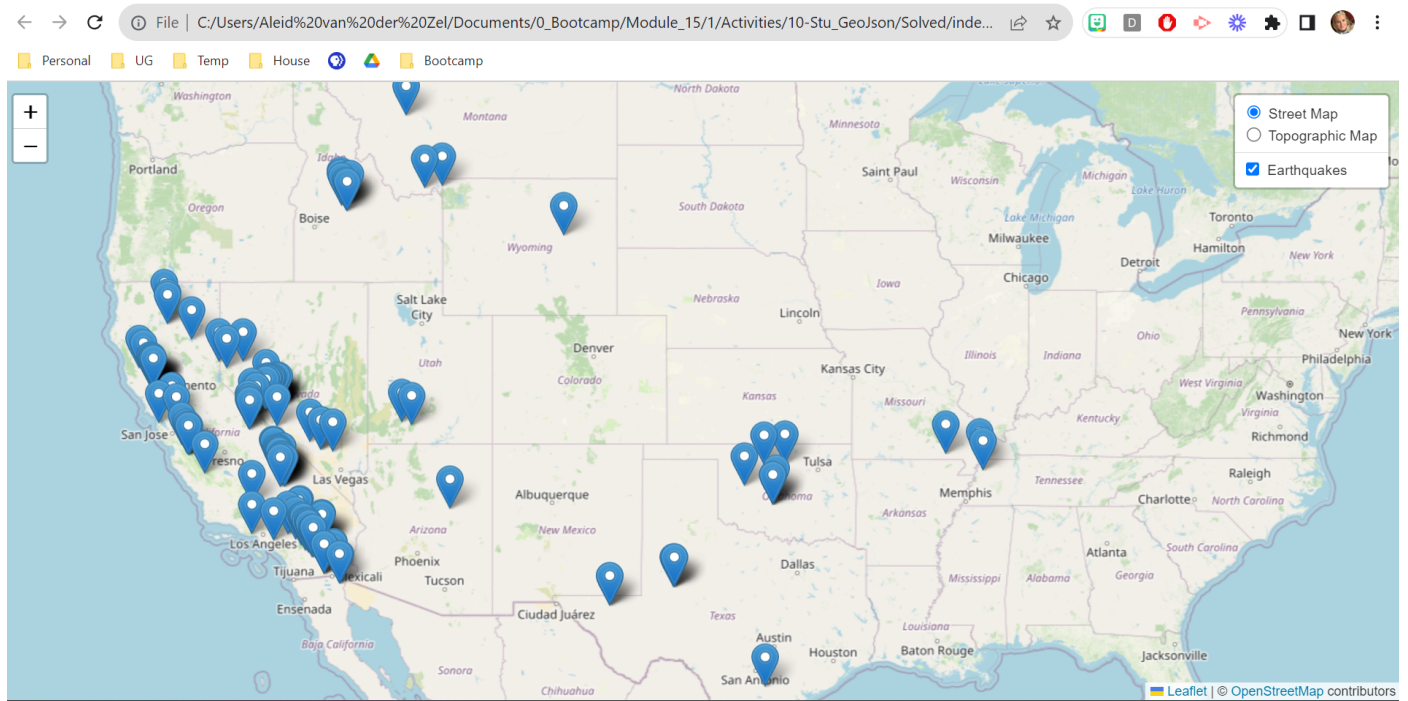 File
C:/Users/Aleid%20van%20der%20Zel/Documents/0_Bootcamp/Module_15/1/Activities/10-Stu_GeoJson/Solved/inde...
D
Personal
UG
Temp
House
Bootcamp
+
−
Street Map
Topographic Map
Earthquakes
Washington
Montana
North Dakota
Minnesota
Portland
Saint Paul
Wisconsin
Michigan
Lake Huron
Oregon
Boise
South Dakota
Lake Michigan
Toronto
Wyoming
Milwaukee
Hamilton
Detroit
New York
Chicago
Iowa
Salt Lake
City
Nebraska
Lincoln
Pennsylvania
New York
Ohio
Denver
Illinois
Indiana
Philadelphia
Utah
Kansas City
Colorado
West Virginia
Washington
Kansas
Missouri
Kentucky
Virginia
San Jose
Richmond
Tulsa
Las Vegas
Raleigh
Tennessee
Albuquerque
Memphis
Charlotte
North Carolina
Oklahoma
Arkansas
Arizona
New Mexico
Los Angeles
Atlanta
South Carolina
Phoenix
Dallas
Tijuana
Mexicali
Tucson
Mississippi
Alabama
Georgia
Ensenada
Ciudad Juárez
Texas
Louisiana
Austin
Baja California
Houston
Baton Rouge
Jacksonville
Sonora
San Antonio
Chihuahua
Leaflet | © OpenStreetMap contributors